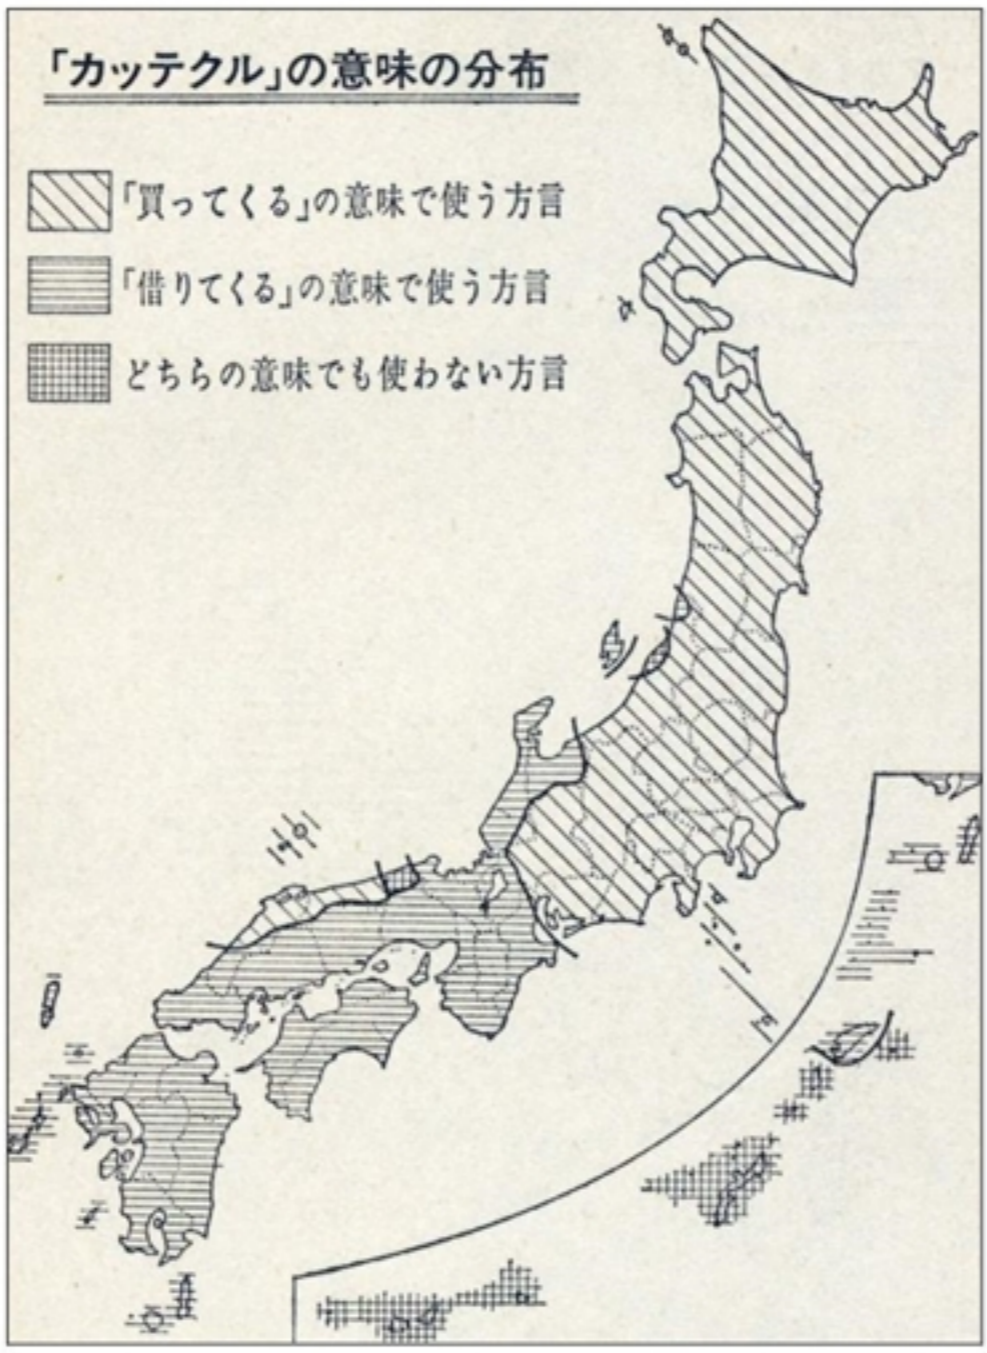 「カッテクル」の意味の分布
「買ってくる」の意味で使う方言
「借りてくる」の意味で使う方言
どちらの意味でも使わない方言